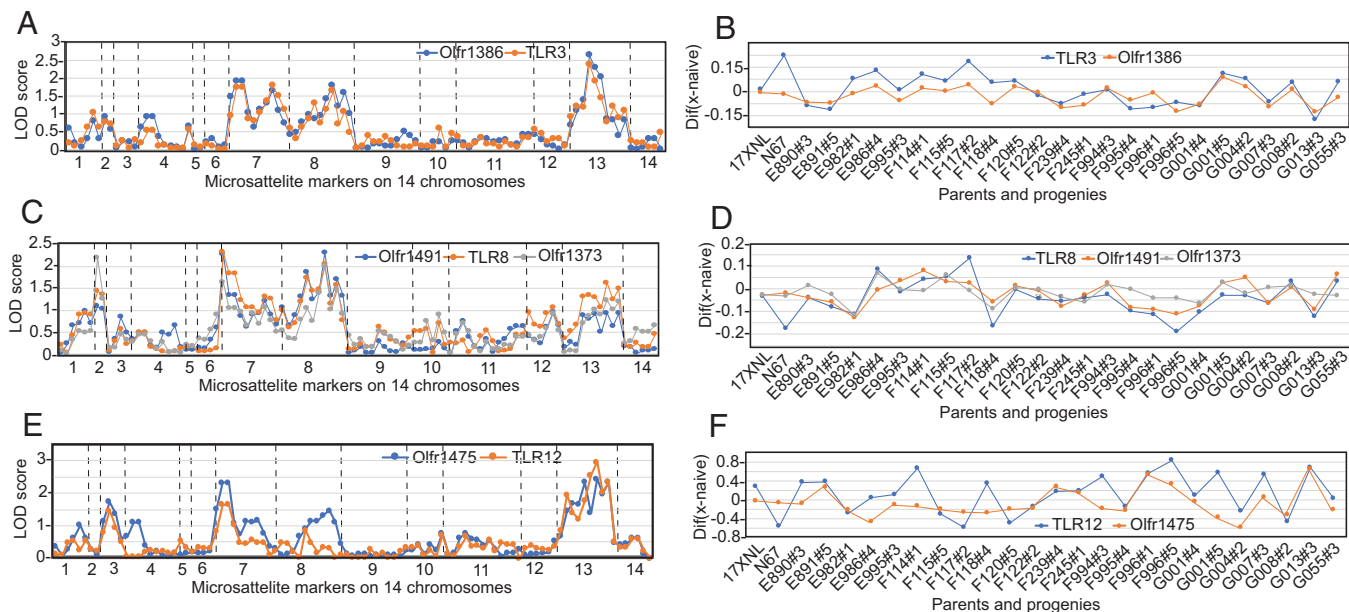 A
LOD score
3
2.5
2
1.5
1
0.5
0
Olfr1386 TLR3
1 2 3 4 5 6 7 8 9 10 11 12 13 14
Microsattelite markers on 14 chromosomes
B
Dif(x-naive)
0.15
0
-0.15
TLR3 Olfr1386
17XNL N67 E890#3 E891#5 E982#1 E986#4 E995#3 F114#1 F115#5 F117#2 F118#4 F120#5 F122#2 F239#4 F245#1 F994#3 F995#4 F996#1 F996#5 G001#4 G001#5 G004#2 G007#3 G008#2 G013#3 G055#3
Parents and progenies
C
LOD score
2.5
2
1.5
1
0.5
0
Olfr1491 TLR8 Olfr1373
1 2 3 4 5 6 7 8 9 10 11 12 13 14
Microsattelite markers on 14 chromosomes
D
Dif(x-naive)
0.2
0.1
0
-0.1
-0.2
TLR8 Olfr1491 Olfr1373
17XNL N67 E890#3 E891#5 E982#1 E986#4 E995#3 F114#1 F115#5 F117#2 F118#4 F120#5 F122#2 F239#4 F245#1 F994#3 F995#4 F996#1 F996#5 G001#4 G001#5 G004#2 G007#3 G008#2 G013#3 G055#3
Parents and progenies
E
LOD score
3
2
1
0
Olfr1475 TLR12
1 2 3 4 5 6 7 8 9 10 11 12 13 14
Microsattelite markers on 14 chromosomes
F
Dif(x-naive)
0.8
0.4
0
-0.4
-0.8
TLR12 Olfr1475
17XNL N67 E890#3 E891#5 E982#1 E986#4 E995#3 F114#1 F115#5 F117#2 F118#4 F120#5 F122#2 F239#4 F245#1 F994#3 F995#4 F996#1 F996#5 G001#4 G001#5 G004#2 G007#3 G008#2 G013#3 G055#3
Parents and progenies